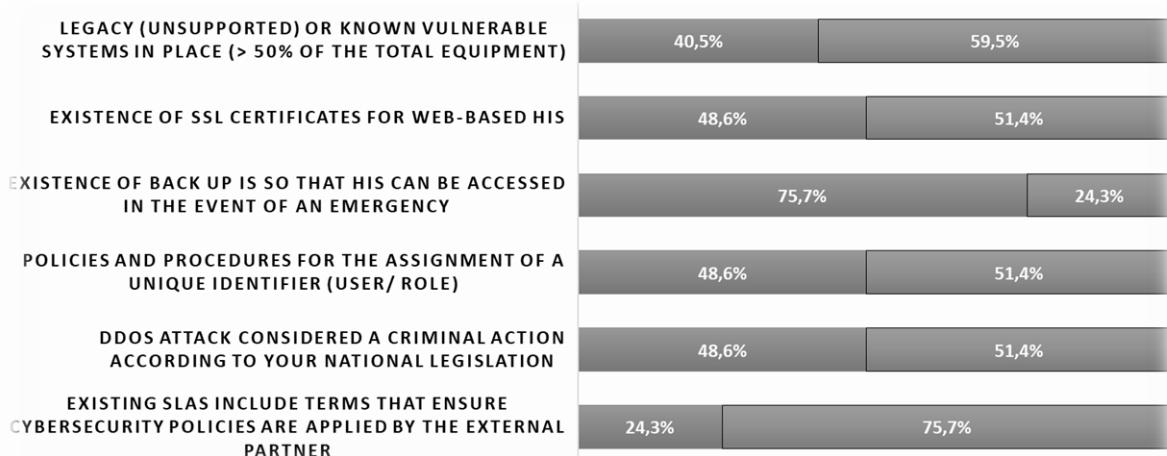 LEGACY (UNSUPPORTED) OR KNOWN VULNERABLE
SYSTEMS IN PLACE (> 50% OF THE TOTAL EQUIPMENT)
40,5% 59,5%
EXISTENCE OF SSL CERTIFICATES FOR WEB-BASED HIS
48,6% 51,4%
EXISTENCE OF BACK UP IS SO THAT HIS CAN BE ACCESSED
IN THE EVENT OF AN EMERGENCY
75,7% 24,3%
POLICIES AND PROCEDURES FOR THE ASSIGNMENT OF A
UNIQUE IDENTIFIER (USER/ ROLE)
48,6% 51,4%
DDOS ATTACK CONSIDERED A CRIMINAL ACTION
ACCORDING TO YOUR NATIONAL LEGISLATION
48,6% 51,4%
EXISTING SLAS INCLUDE TERMS THAT ENSURE
CYBERSECURITY POLICIES ARE APPLIED BY THE EXTERNAL
PARTNER
24,3% 75,7%